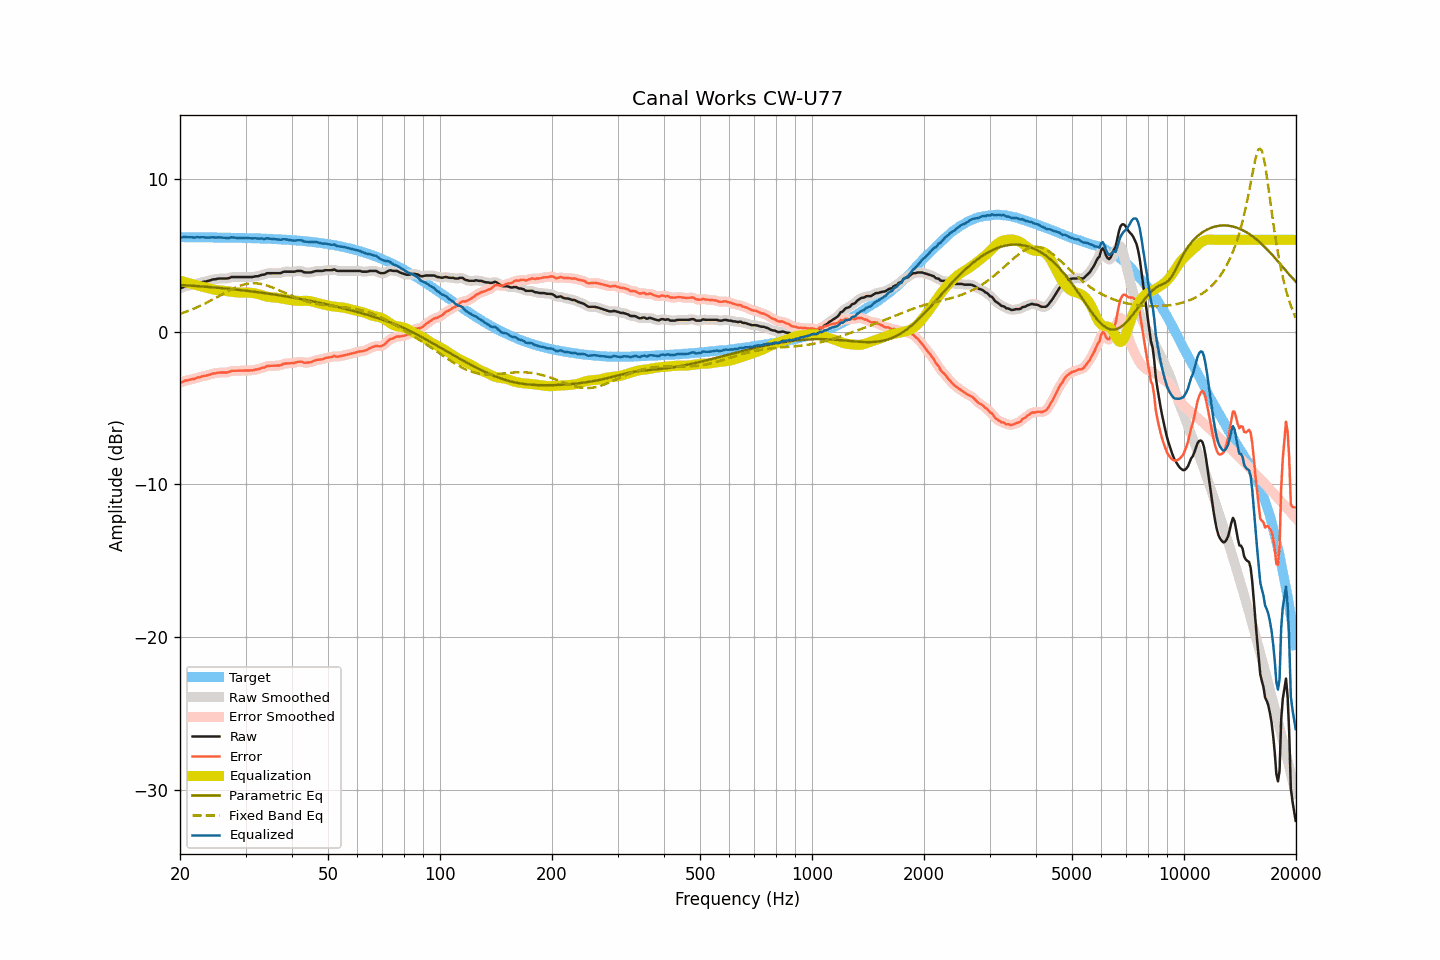 Canal Works CW-U77
Amplitude (dBr)
10
0
−10
−20
−30
Target
Raw Smoothed
Error Smoothed
Raw
Error
Equalization
Parametric Eq
Fixed Band Eq
Equalized
20 50 100 200 500 1000 2000 5000 10000 20000
Frequency (Hz)